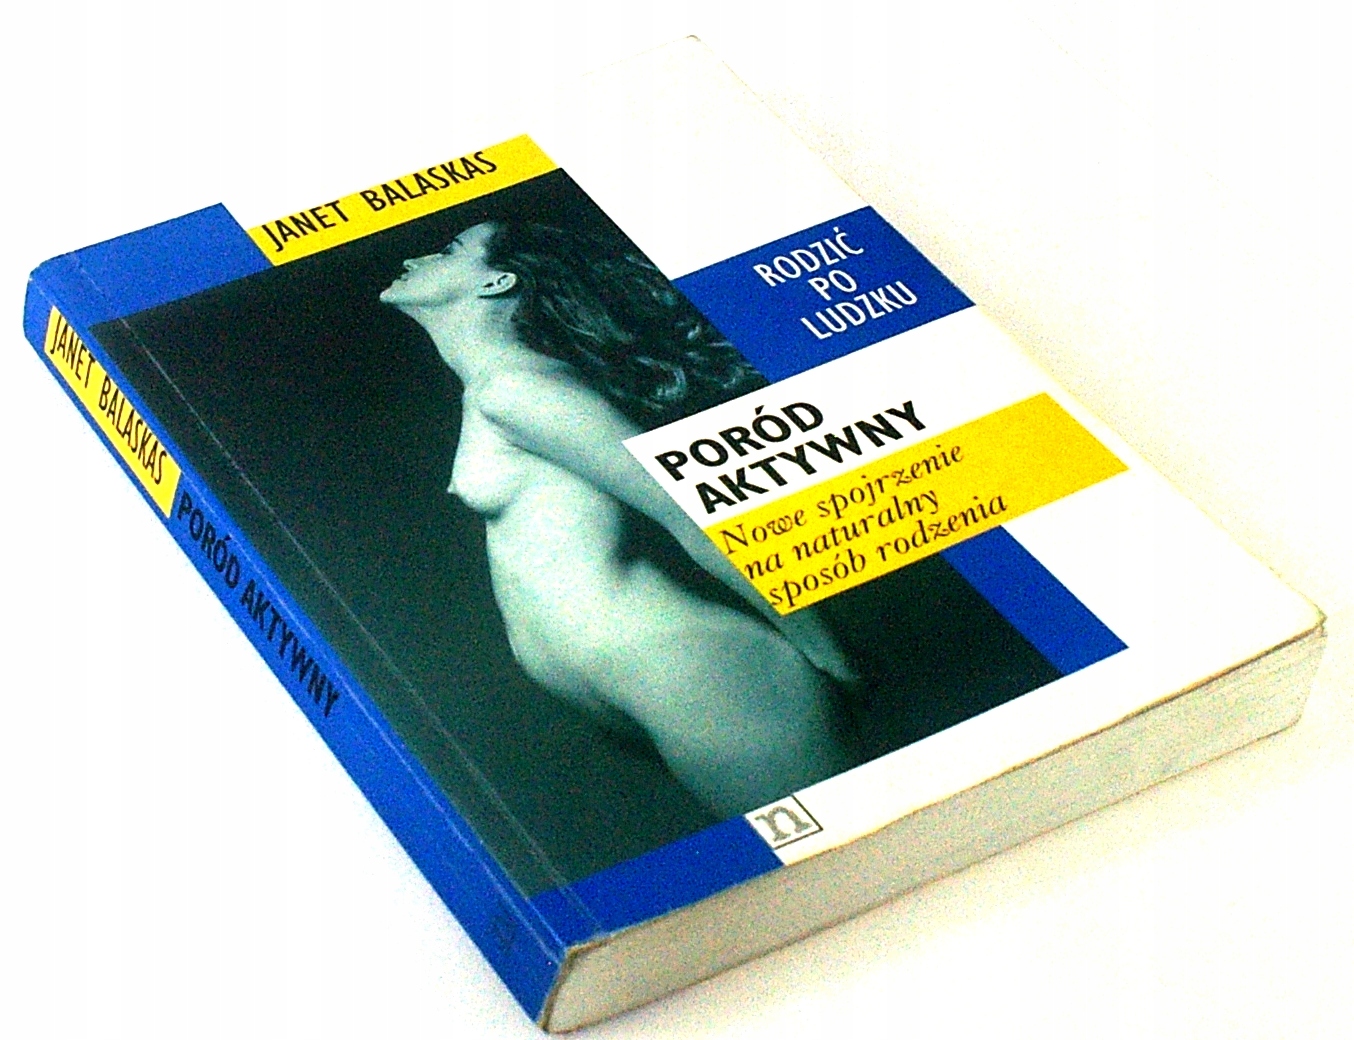 JANET BALASKAS
RODZIĆ
PO
LUDZKU
PORÓD
AKTYWNY
Nowe spojrzenie
na naturalny
sposób rodzenia
n
JANET BALASKAS PORÓD AKTYWNY